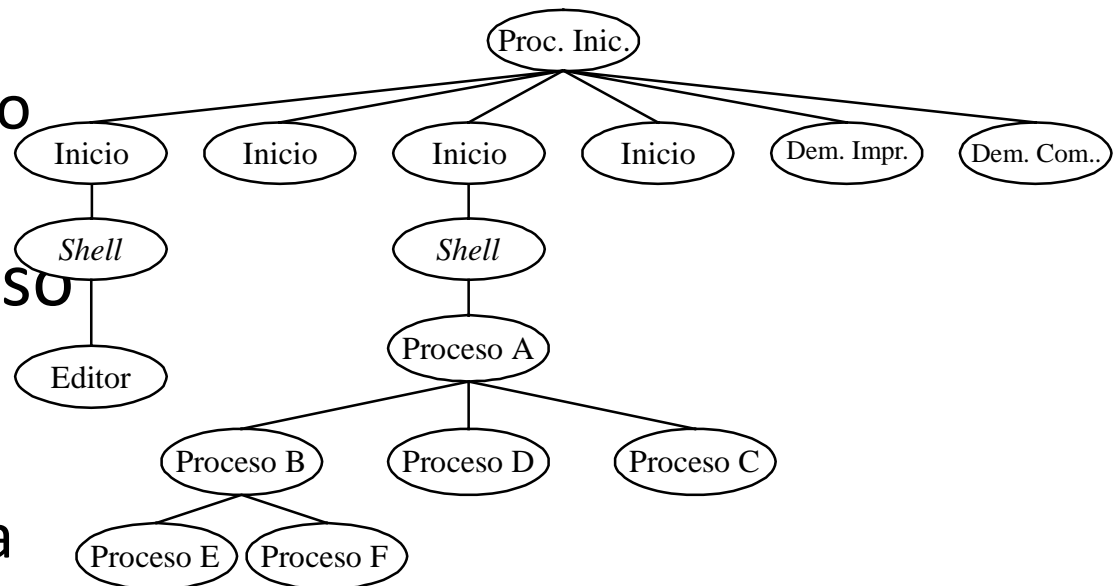 Proc. Inic.
o
Inicio Inicio Inicio Inicio Dem. Impr. Dem. Com..
Shell Shell
so
Proceso A
Editor
Proceso B Proceso D Proceso C
a
Proceso E Proceso F